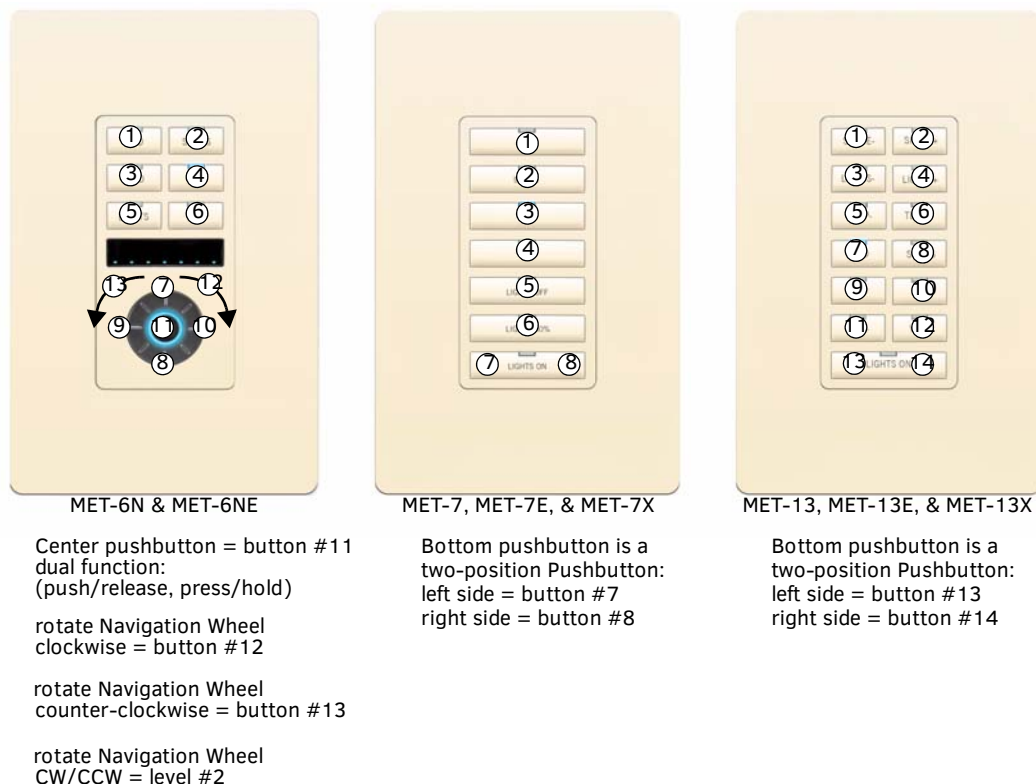 1 2
3 4
5 6
13 7 12
9 11 10
8
MET-6N & MET-6NE
Center pushbutton = button #11
dual function:
(push/release, press/hold)
rotate Navigation Wheel
clockwise = button #12
rotate Navigation Wheel
counter-clockwise = button #13
rotate Navigation Wheel
CW/CCW = level #2
1
2
3
4
5
6
7 LIGHTS ON 8
MET-7, MET-7E, & MET-7X
Bottom pushbutton is a
two-position Pushbutton:
left side = button #7
right side = button #8
1 2
3 4
5 6
7 8
9 10
11 12
13 LIGHTS ON 14
MET-13, MET-13E, & MET-13X
Bottom pushbutton is a
two-position Pushbutton:
left side = button #13
right side = button #14